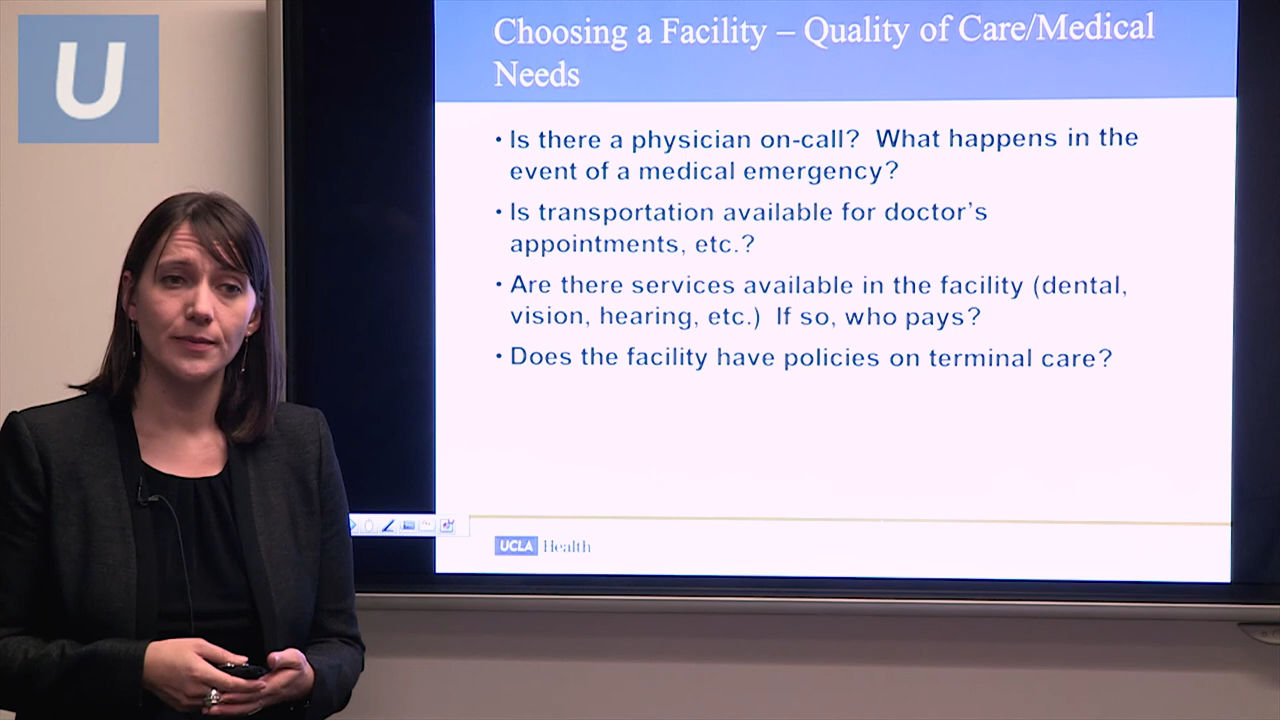 U
Choosing a Facility – Quality of Care/Medical
Needs
• Is there a physician on-call?  What happens in the
event of a medical emergency?
• Is transportation available for doctor's
appointments, etc.?
• Are there services available in the facility (dental,
vision, hearing, etc.)  If so, who pays?
• Does the facility have policies on terminal care?
UCLA Health